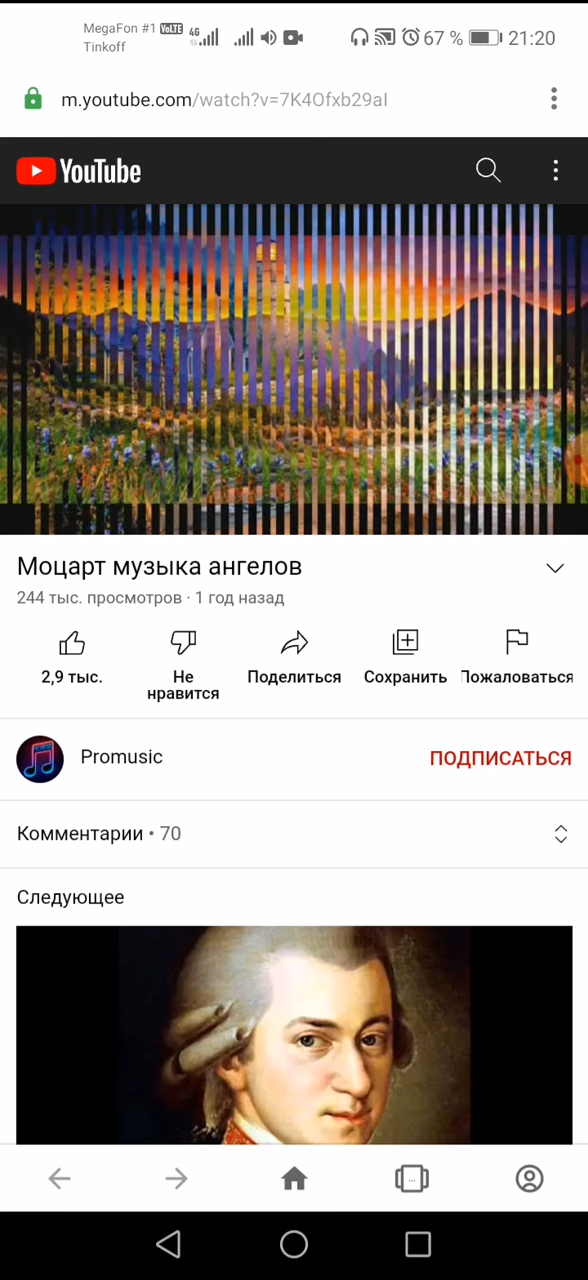 MegaFon #1 VoLTE 4G 67 % 21:20
Tinkoff
m.youtube.com/watch?v=7K4Ofxb29aI
YouTube
Моцарт музыка ангелов
244 тыс. просмотров · 1 год назад
2,9 тыс. Не нравится Поделиться Сохранить Пожаловаться
Promusic ПОДПИСАТЬСЯ
Комментарии • 70
Следующее